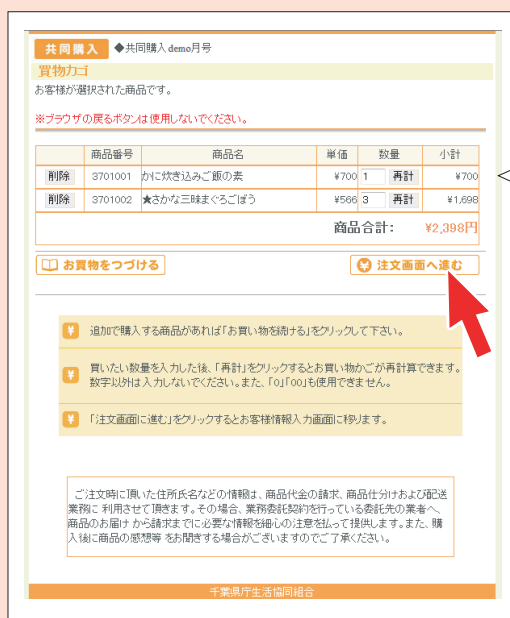 共同購入 ◆共同購入demo月号
買物カゴ
お客様が選択された商品です。
※ブラウザの戻るボタンは使用しないでください。
商品番号 商品名 単価 数量 小計
削除 3701001 かに炊き込みご飯の素 ¥700 1 再計 ¥700
削除 3701002 ★さかな三昧まぐろごぼう ¥566 3 再計 ¥1,698
商品合計: ¥2,398円
お買物をつづける 注文画面へ進む
¥ 追加で購入する商品があれば「お買い物を続ける」をクリックして下さい。
¥ 買いたい数量を入力した後、「再計」をクリックするとお買い物かごが再計算できます。
数字以外は入力しないでください。また、「0」「00」も使用できません。
¥ 「注文画面に進む」をクリックするとお客様情報入力画面に移ります。
ご注文時に頂いた住所氏名などの情報は、商品代金の請求、商品仕分けおよび配送
業務に 利用させて頂きます。その場合、業務委託契約を行っている委託先の業者へ、
商品のお届け から請求までに必要な情報を細心の注意を払って提供します。また、購
入後に商品の感想等 をお聞きする場合がございますのでご了承ください。
千葉県庁生活協同組合